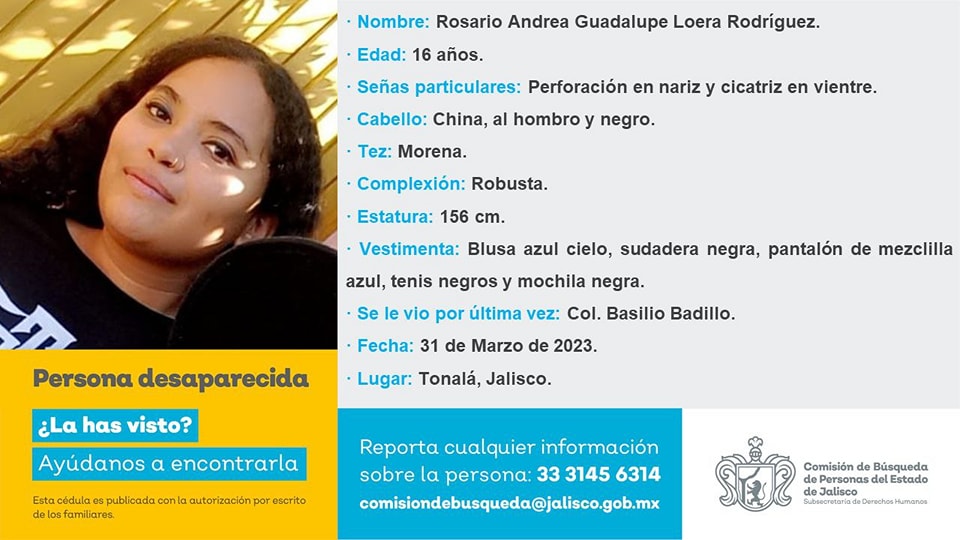 · Nombre: Rosario Andrea Guadalupe Loera Rodríguez.
· Edad: 16 años.
· Señas particulares: Perforación en nariz y cicatriz en vientre.
· Cabello: China, al hombro y negro.
· Tez: Morena.
· Complexión: Robusta.
· Estatura: 156 cm.
· Vestimenta: Blusa azul cielo, sudadera negra, pantalón de mezclilla
azul, tenis negros y mochila negra.
· Se le vio por última vez: Col. Basilio Badillo.
· Fecha: 31 de Marzo de 2023.
· Lugar: Tonalá, Jalisco.
Persona desaparecida
¿La has visto?
Ayúdanos a encontrarla
Esta cédula es publicada con la autorización por escrito
de los familiares.
Reporta cualquier información
sobre la persona: 33 3145 6314
comisiondebusqueda@jalisco.gob.mx
Comisión de Búsqueda
de Personas del Estado
de Jalisco
Subsecretaría de Derechos Humanos